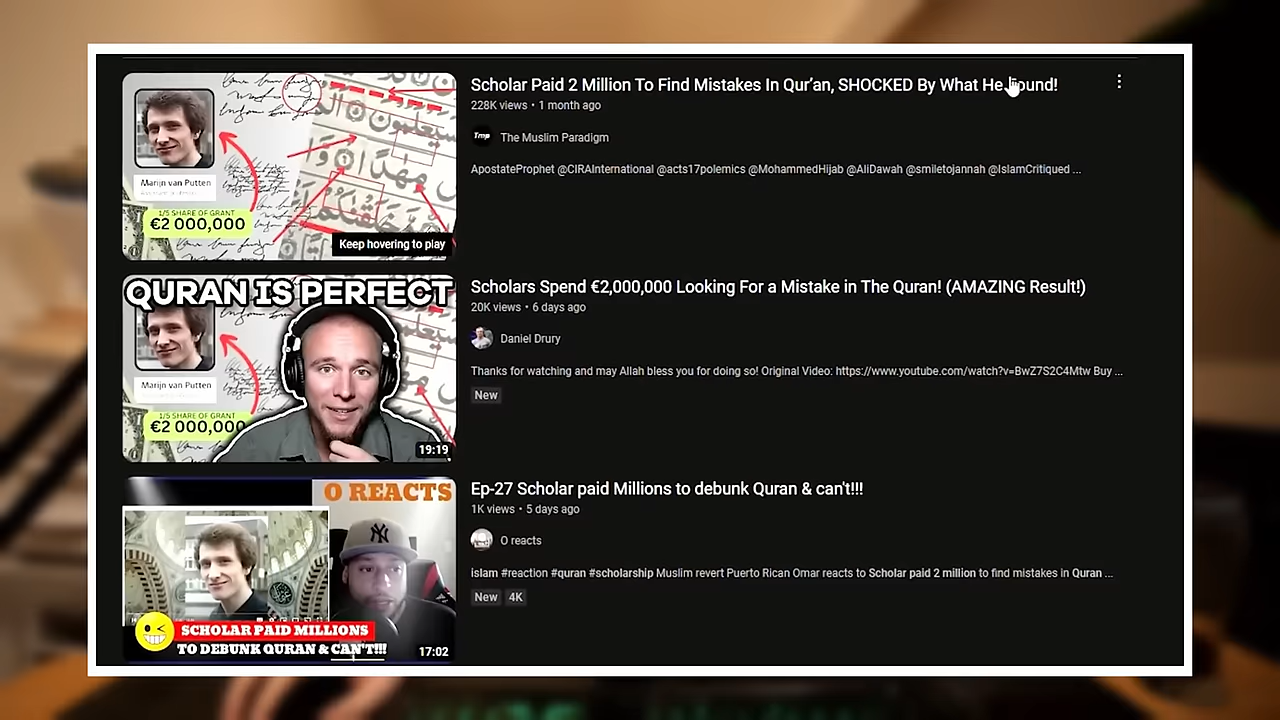 Scholar Paid 2 Million To Find Mistakes In Qur'an, SHOCKED By What He Found!
228K views • 1 month ago
Tmp
The Muslim Paradigm
ApostateProphet @CIRAInternational @acts17polemics @MohammedHijab @AliDawah @smiletojannah @IslamCritiqued ...
Marijn van Putten
1/5 SHARE OF GRANT
€2 000,000
Keep hovering to play
QURAN IS PERFECT
Scholars Spend €2,000,000 Looking For a Mistake in The Quran! (AMAZING Result!)
20K views • 6 days ago
Daniel Drury
Thanks for watching and may Allah bless you for doing so! Original Video: https://www.youtube.com/watch?v=BwZ7S2C4Mtw Buy ...
New
Marijn van Putten
1/5 SHARE OF GRANT
€2 000,000
19:19
O REACTS
Ep-27 Scholar paid Millions to debunk Quran & can't!!!
1K views • 5 days ago
O reacts
islam #reaction #quran #scholarship Muslim revert Puerto Rican Omar reacts to Scholar paid 2 million to find mistakes in Quran ...
New
4K
SCHOLAR PAID MILLIONS
TO DEBUNK QURAN & CAN'T!!!
17:02